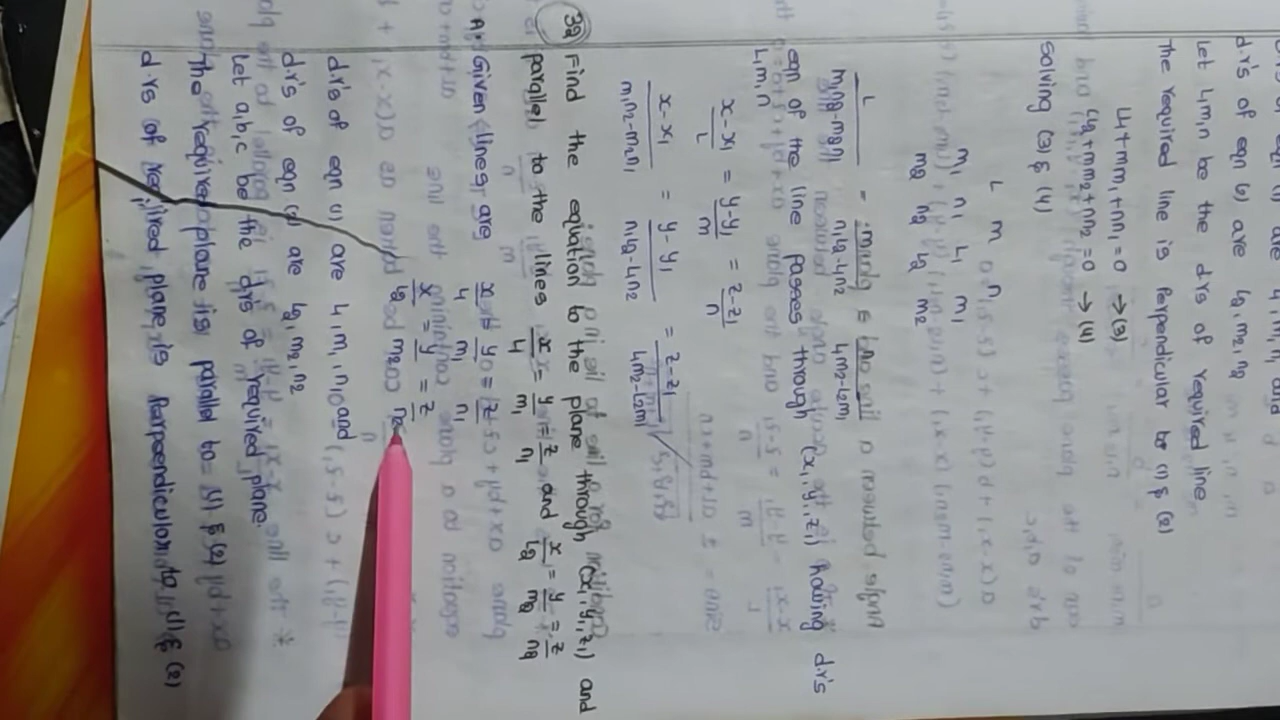 d.r's of eqn (2) are l2, m2, n2
Let l, m, n be the d.r's of required line
The required line is Perpendicular to (1) & (2)
ll1 + mm1 + nn1 = 0 → (3)
ll2 + mm2 + nn2 = 0 → (4)
Solving (3) & (4)
l m n
m1 n1 l1 m1
m2 n2 l2 m2
l/m1n2-m2n1 = m/n1l2-l1n2 = n/l1m2-l2m1
eqn of the line passes through (x1, y1, z1) having d.r's
l, m, n
x-x1/l = y-y1/m = z-z1/n
x-x1/m1n2-m2n1 = y-y1/n1l2-l1n2 = z-z1/l1m2-l2m1
32 Find the equation to the plane through (x1, y1, z1) and
parallel to the lines x/l1 = y/m1 = z/n1 and x/l2 = y/m2 = z/n2
A: Given lines are x/l1 = y/m1 = z/n1
x/l2 = y/m2 = z/n2
d.r's of eqn (1) are l1, m1, n1 and
d.r's of eqn (2) are l2, m2, n2
Let a, b, c be the d.r's of required plane.
The required plane is parallel to (1) & (2)
d.r's of required plane is Perpendicular to (1) & (2)